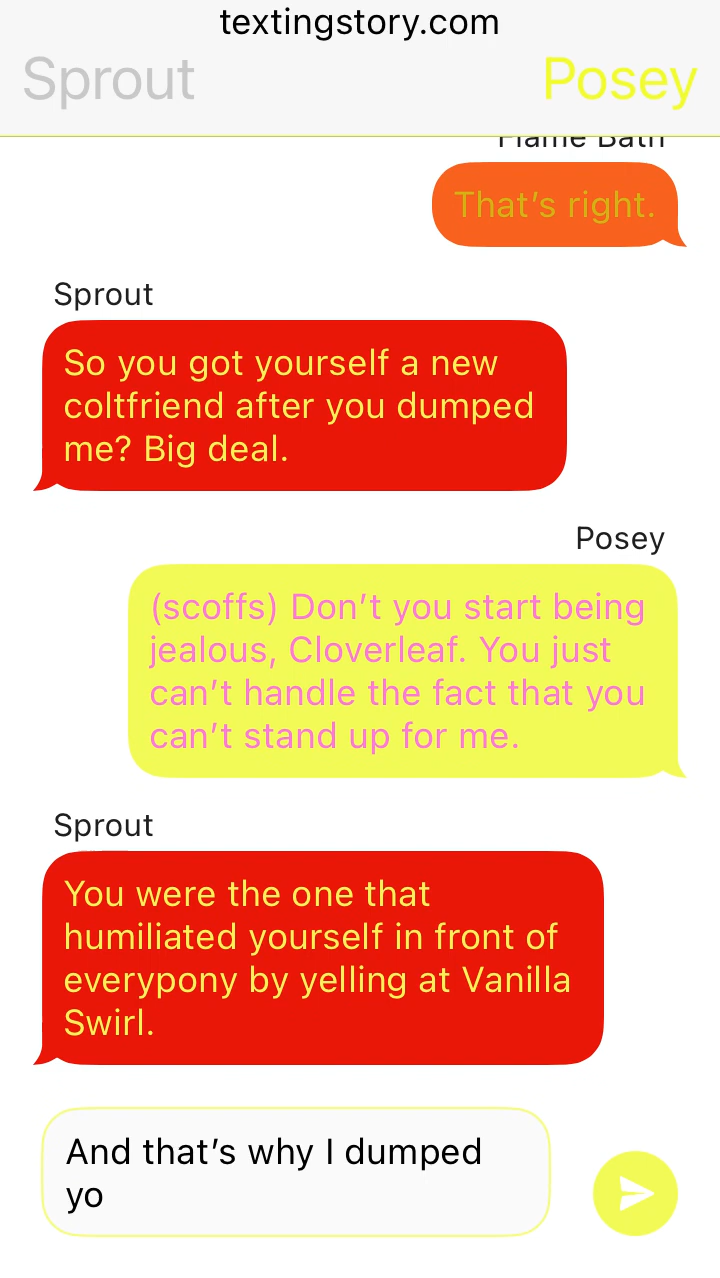 textingstory.com
Sprout
Posey
Flame Bath
That’s right.
Sprout
So you got yourself a new
coltfriend after you dumped
me? Big deal.
Posey
(scoffs) Don’t you start being
jealous, Cloverleaf. You just
can’t handle the fact that you
can’t stand up for me.
Sprout
You were the one that
humiliated yourself in front of
everypony by yelling at Vanilla
Swirl.
And that’s why I dumped
yo